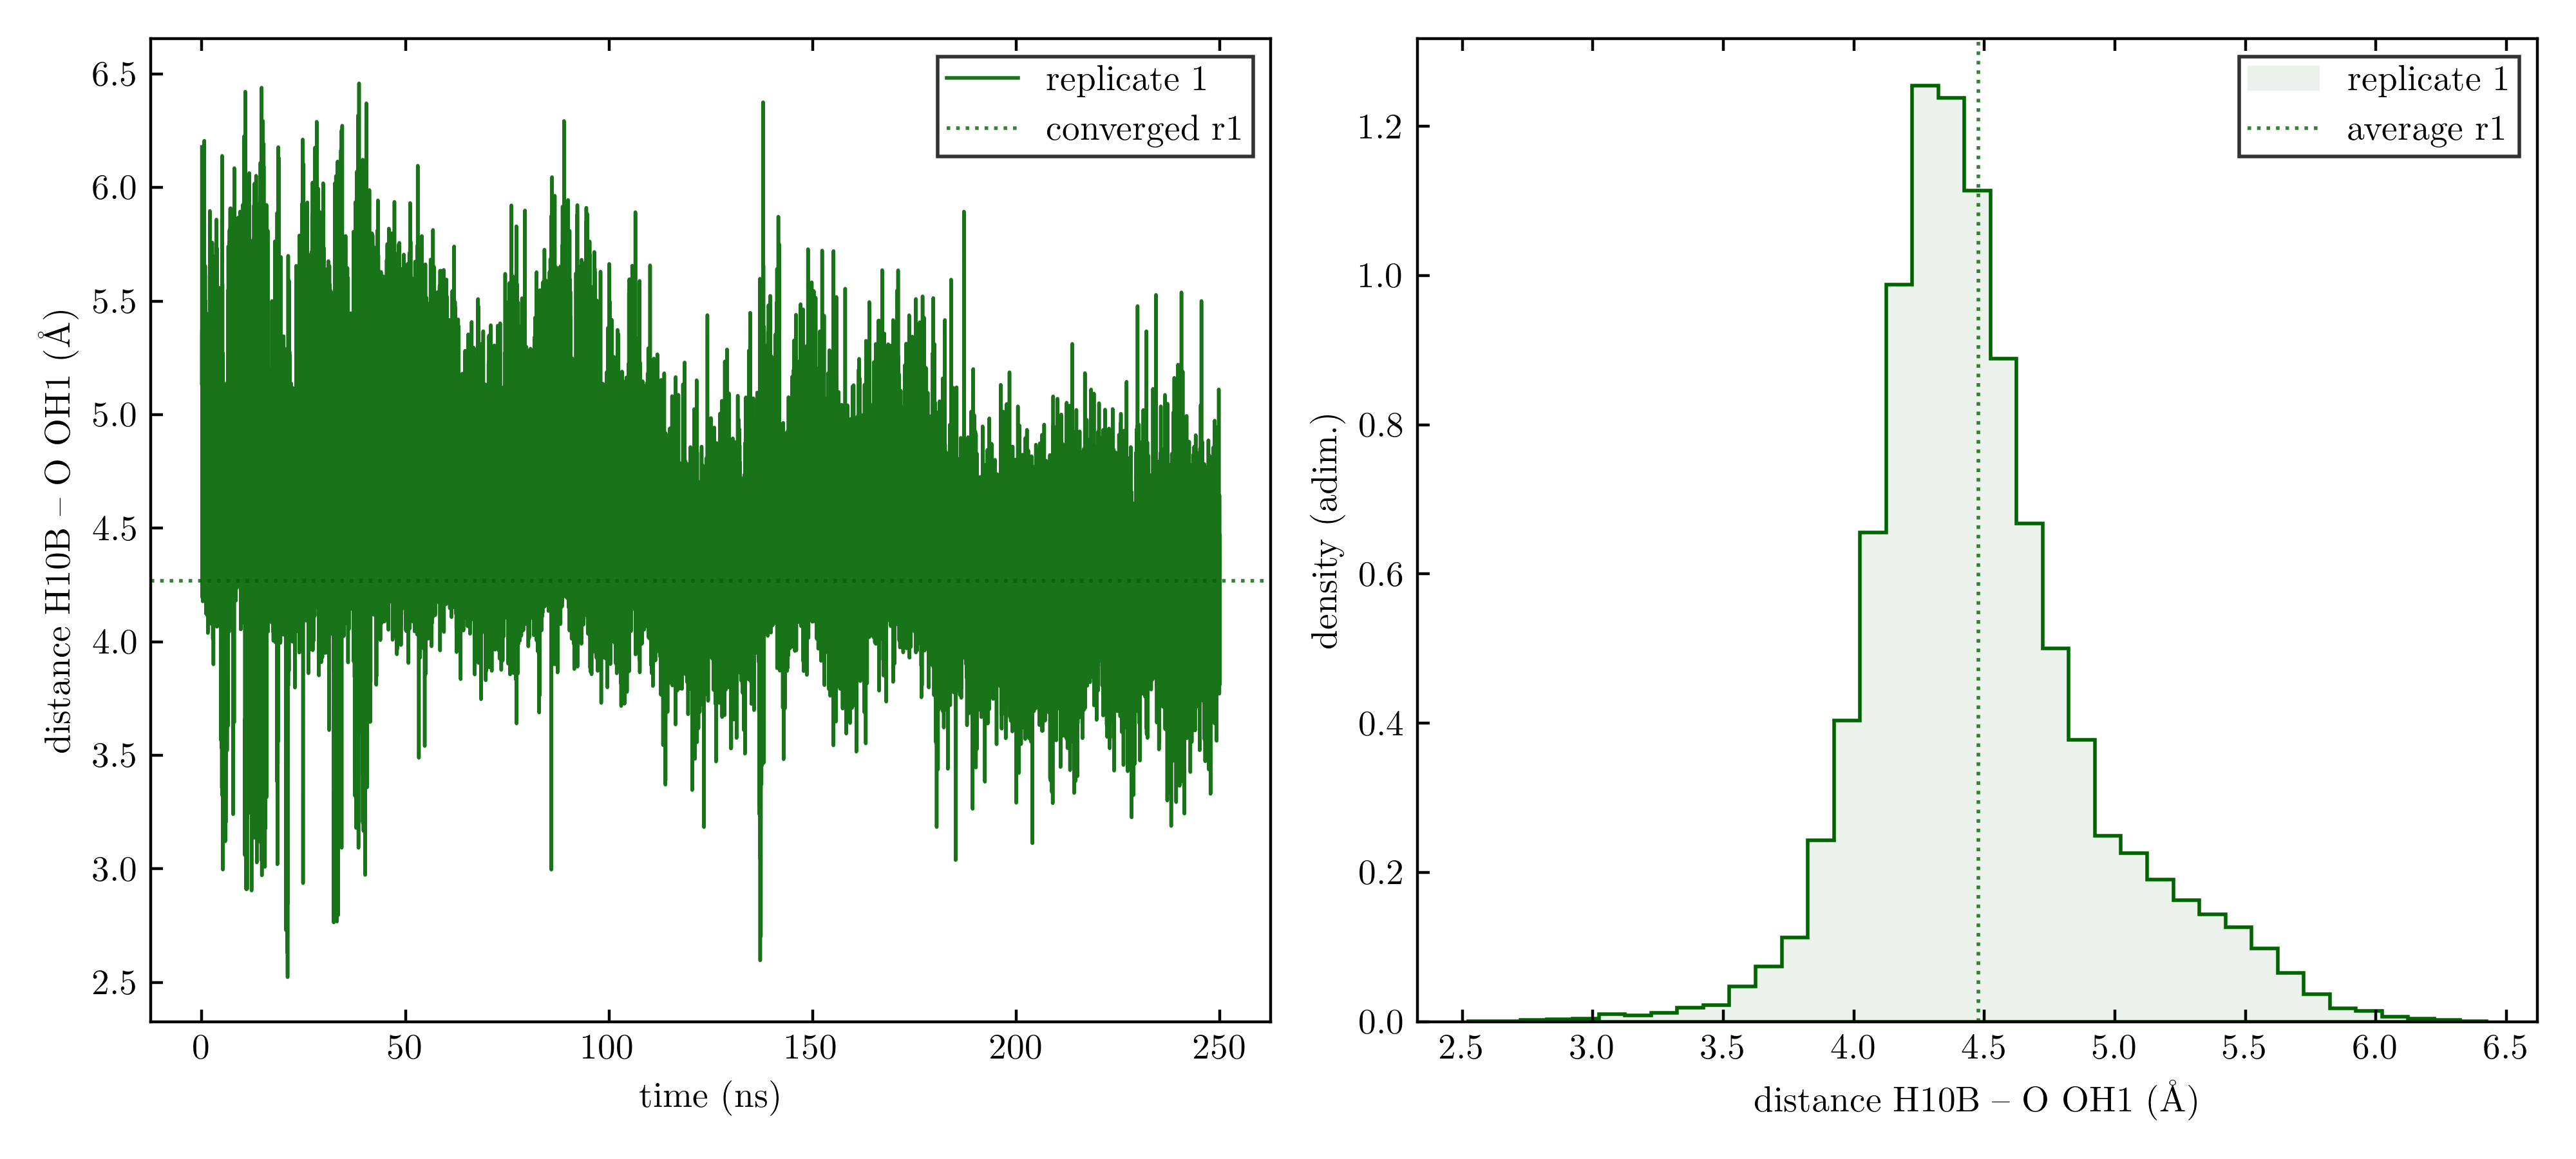 replicate 1
converged r1
6.5
6.0
5.5
5.0
4.5
4.0
3.5
3.0
2.5
distance H10B – O OH1 (Å)
0 50 100 150 200 250
time (ns)
replicate 1
average r1
1.2
1.0
0.8
0.6
0.4
0.2
0.0
density (adim.)
2.5 3.0 3.5 4.0 4.5 5.0 5.5 6.0 6.5
distance H10B – O OH1 (Å)